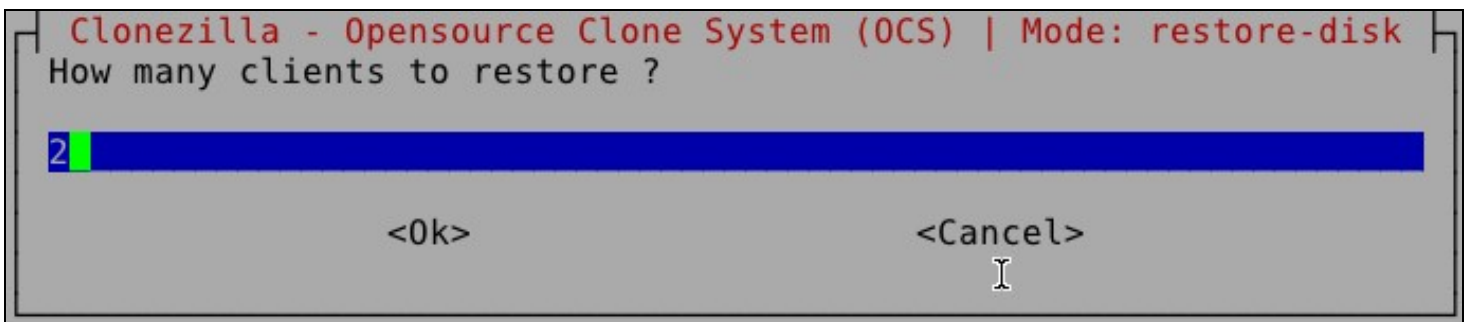 Clonezilla - Opensource Clone System (OCS) | Mode: restore-disk
How many clients to restore ?
2
<Ok> <Cancel>